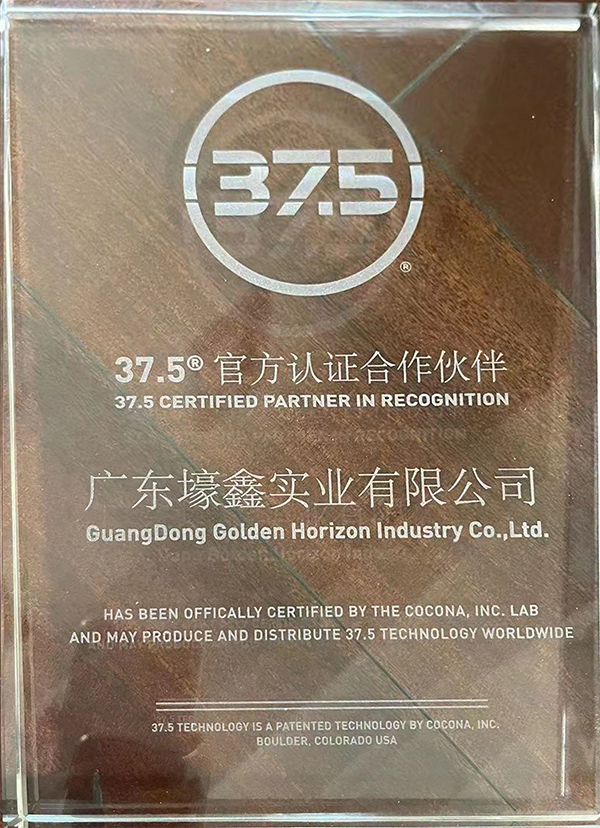 37.5
®
37.5® 官方认证合作伙伴
37.5 CERTIFIED PARTNER IN RECOGNITION
广东壕鑫实业有限公司
GuangDong Golden Horizon Industry Co.,Ltd.
HAS BEEN OFFICALLY CERTIFIED BY THE COCONA, INC. LAB
AND MAY PRODUCE AND DISTRIBUTE 37.5 TECHNOLOGY WORLDWIDE
37.5 TECHNOLOGY IS A PATENTED TECHNOLOGY BY COCONA, INC.
BOULDER, COLORADO USA